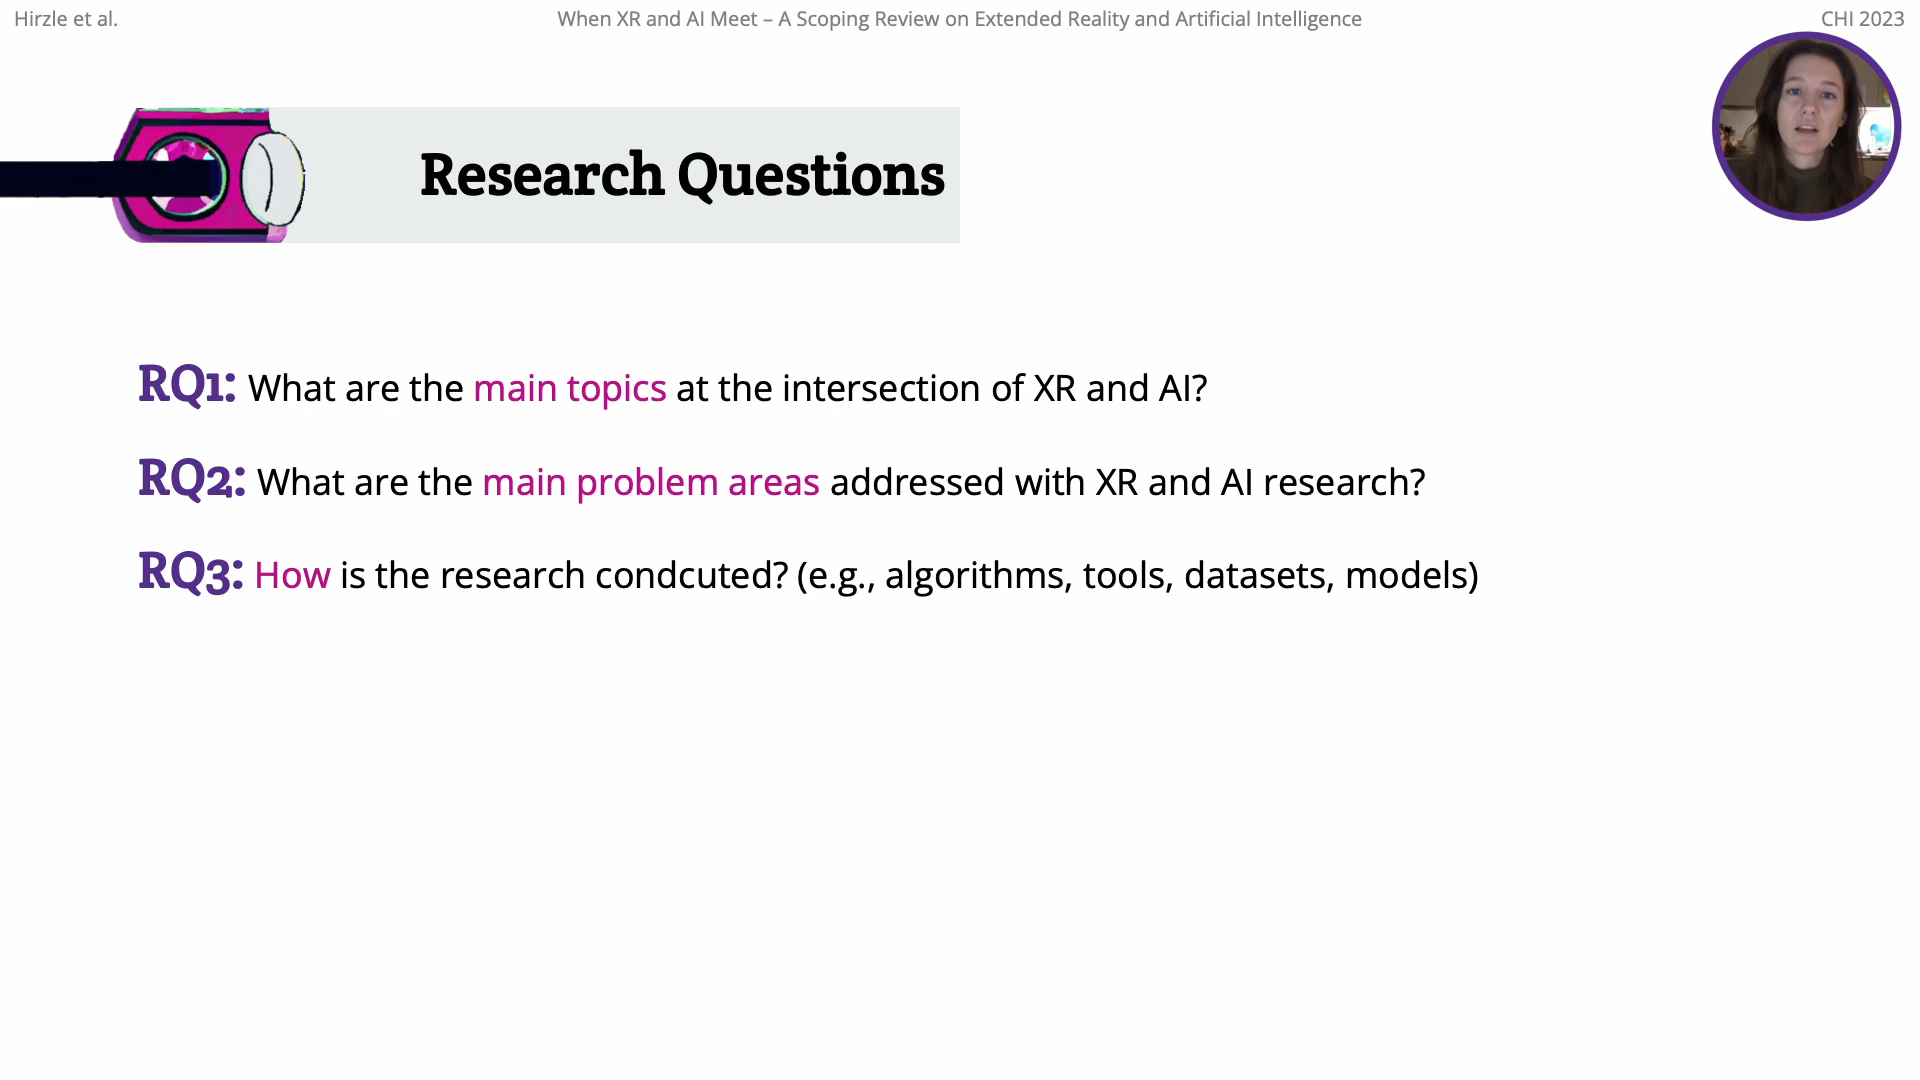 Hirzle et al.
When XR and AI Meet – A Scoping Review on Extended Reality and Artificial Intelligence
CHI 2023
Research Questions
RQ1: What are the main topics at the intersection of XR and AI?
RQ2: What are the main problem areas addressed with XR and AI research?
RQ3: How is the research condcuted? (e.g., algorithms, tools, datasets, models)